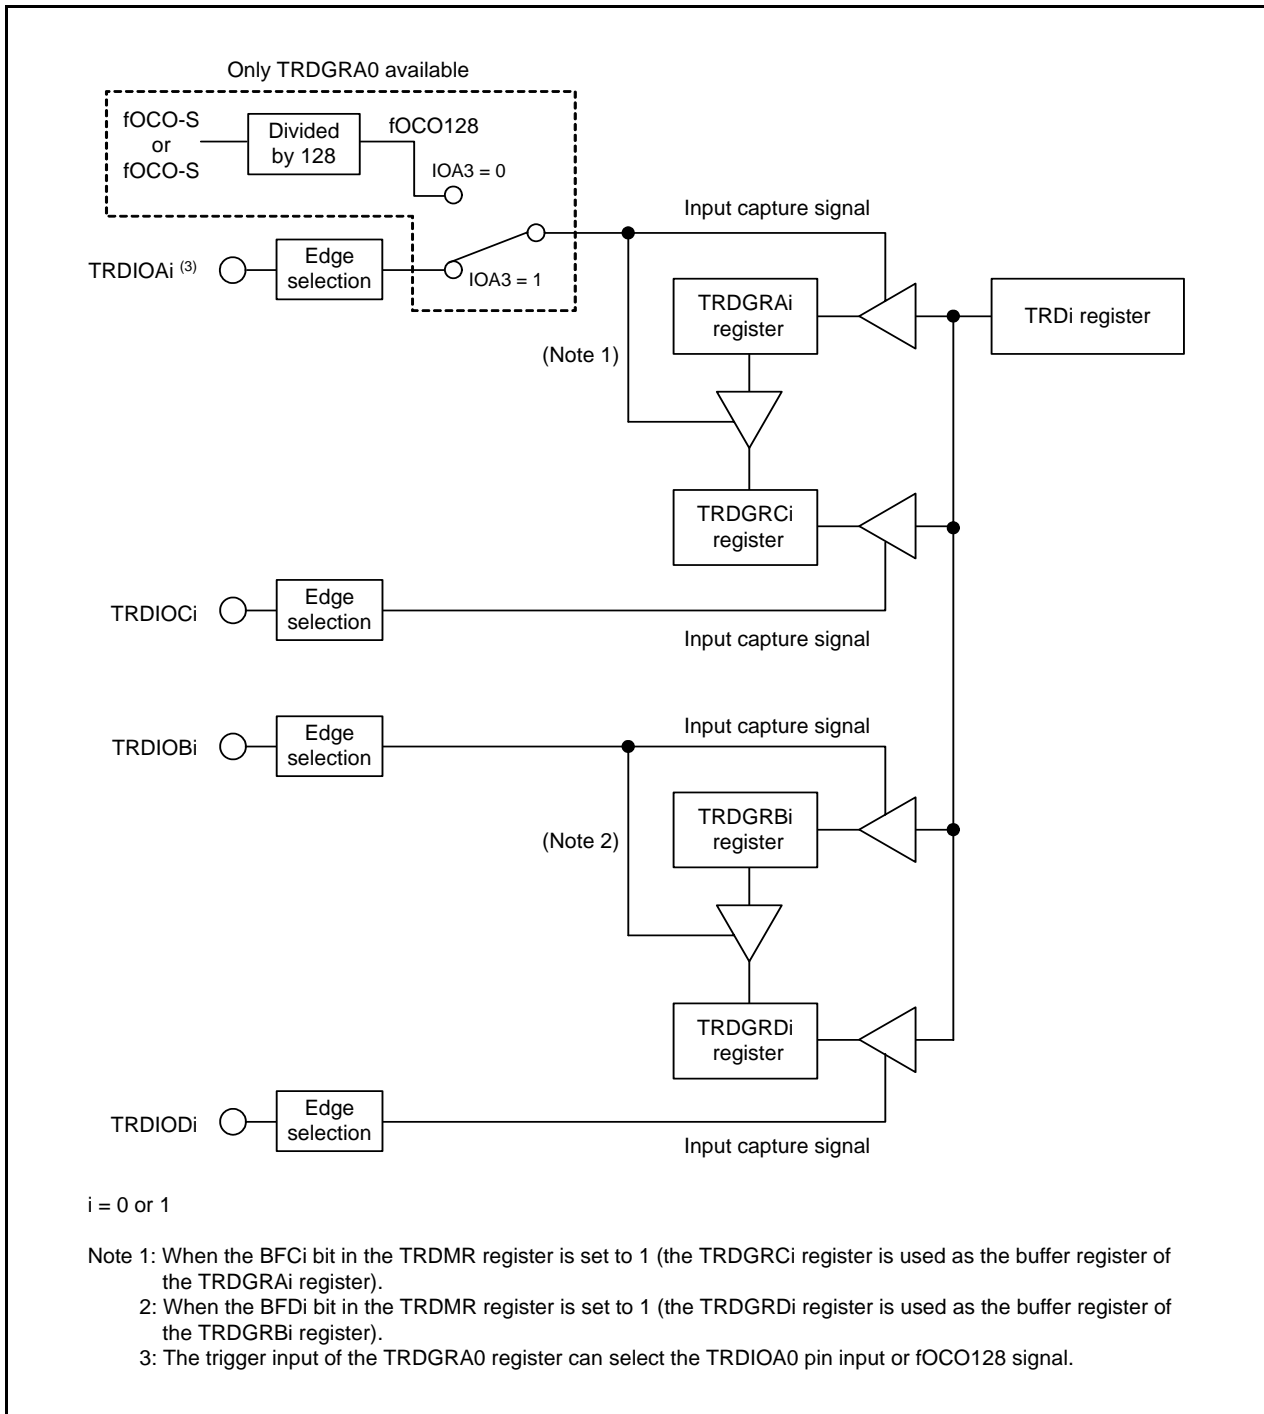 Only TRDGRA0 available
fOCO-S
or
fOCO-S
Divided
by 128
fOCO128
IOA3 = 0
Input capture signal
TRDIOAi (3)
Edge
selection
IOA3 = 1
TRDGRAi
register
TRDi register
(Note 1)
TRDGRCi
register
TRDIOCi
Edge
selection
Input capture signal
TRDIOBi
Edge
selection
Input capture signal
TRDGRBi
register
(Note 2)
TRDGRDi
register
TRDIODi
Edge
selection
Input capture signal
i = 0 or 1
Note 1: When the BFCi bit in the TRDMR register is set to 1 (the TRDGRCi register is used as the buffer register of
the TRDGRAi register).
2: When the BFDi bit in the TRDMR register is set to 1 (the TRDGRDi register is used as the buffer register of
the TRDGRBi register).
3: The trigger input of the TRDGRA0 register can select the TRDIOA0 pin input or fOCO128 signal.